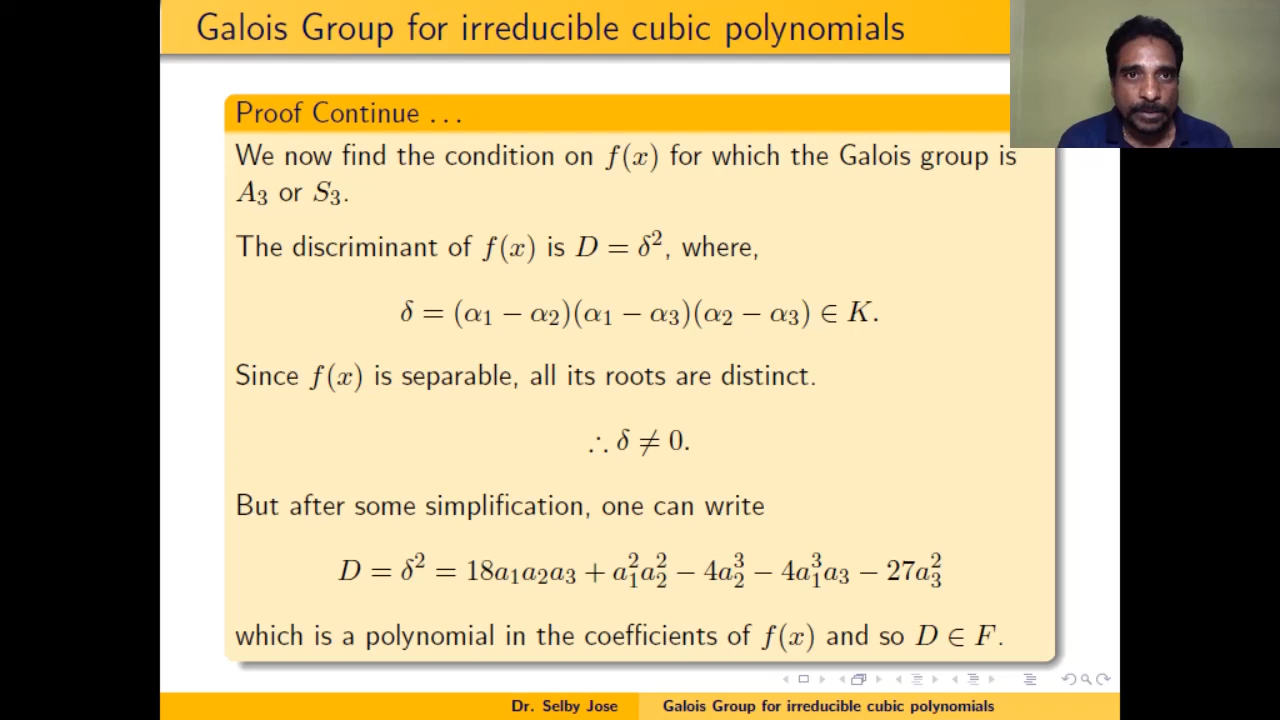 Galois Group for irreducible cubic polynomials
Proof Continue . . .
We now find the condition on f(x) for which the Galois group is
A₃ or S₃.
The discriminant of f(x) is D = δ², where,
δ = (α₁ − α₂)(α₁ − α₃)(α₂ − α₃) ∈ K.
Since f(x) is separable, all its roots are distinct.
∴ δ ≠ 0.
But after some simplification, one can write
D = δ² = 18a₁a₂a₃ + a₁²a₂² − 4a₂³ − 4a₁³a₃ − 27a₃²
which is a polynomial in the coefficients of f(x) and so D ∈ F.
Dr. Selby Jose Galois Group for irreducible cubic polynomials